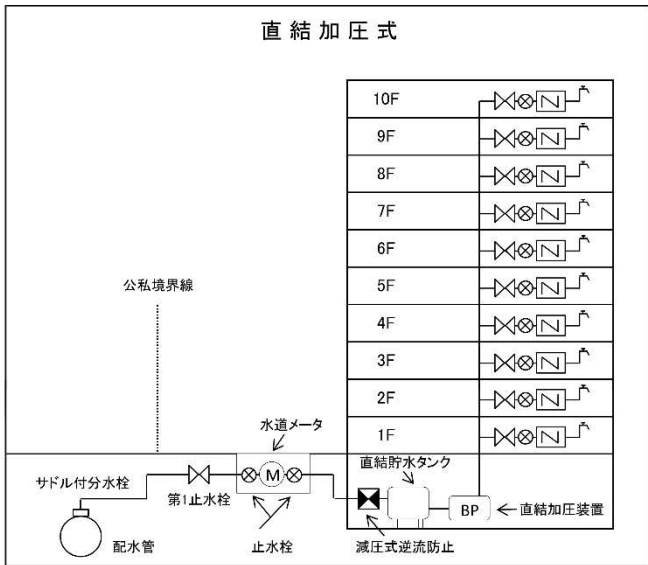 直結加圧式
10F
9F
8F
7F
6F
5F
公私境界線
4F
3F
2F
水道メータ
1F
直結貯水タンク
サドル付分水栓
M
第1止水栓
BP
直結加圧装置
配水管
止水栓
減圧式逆流防止